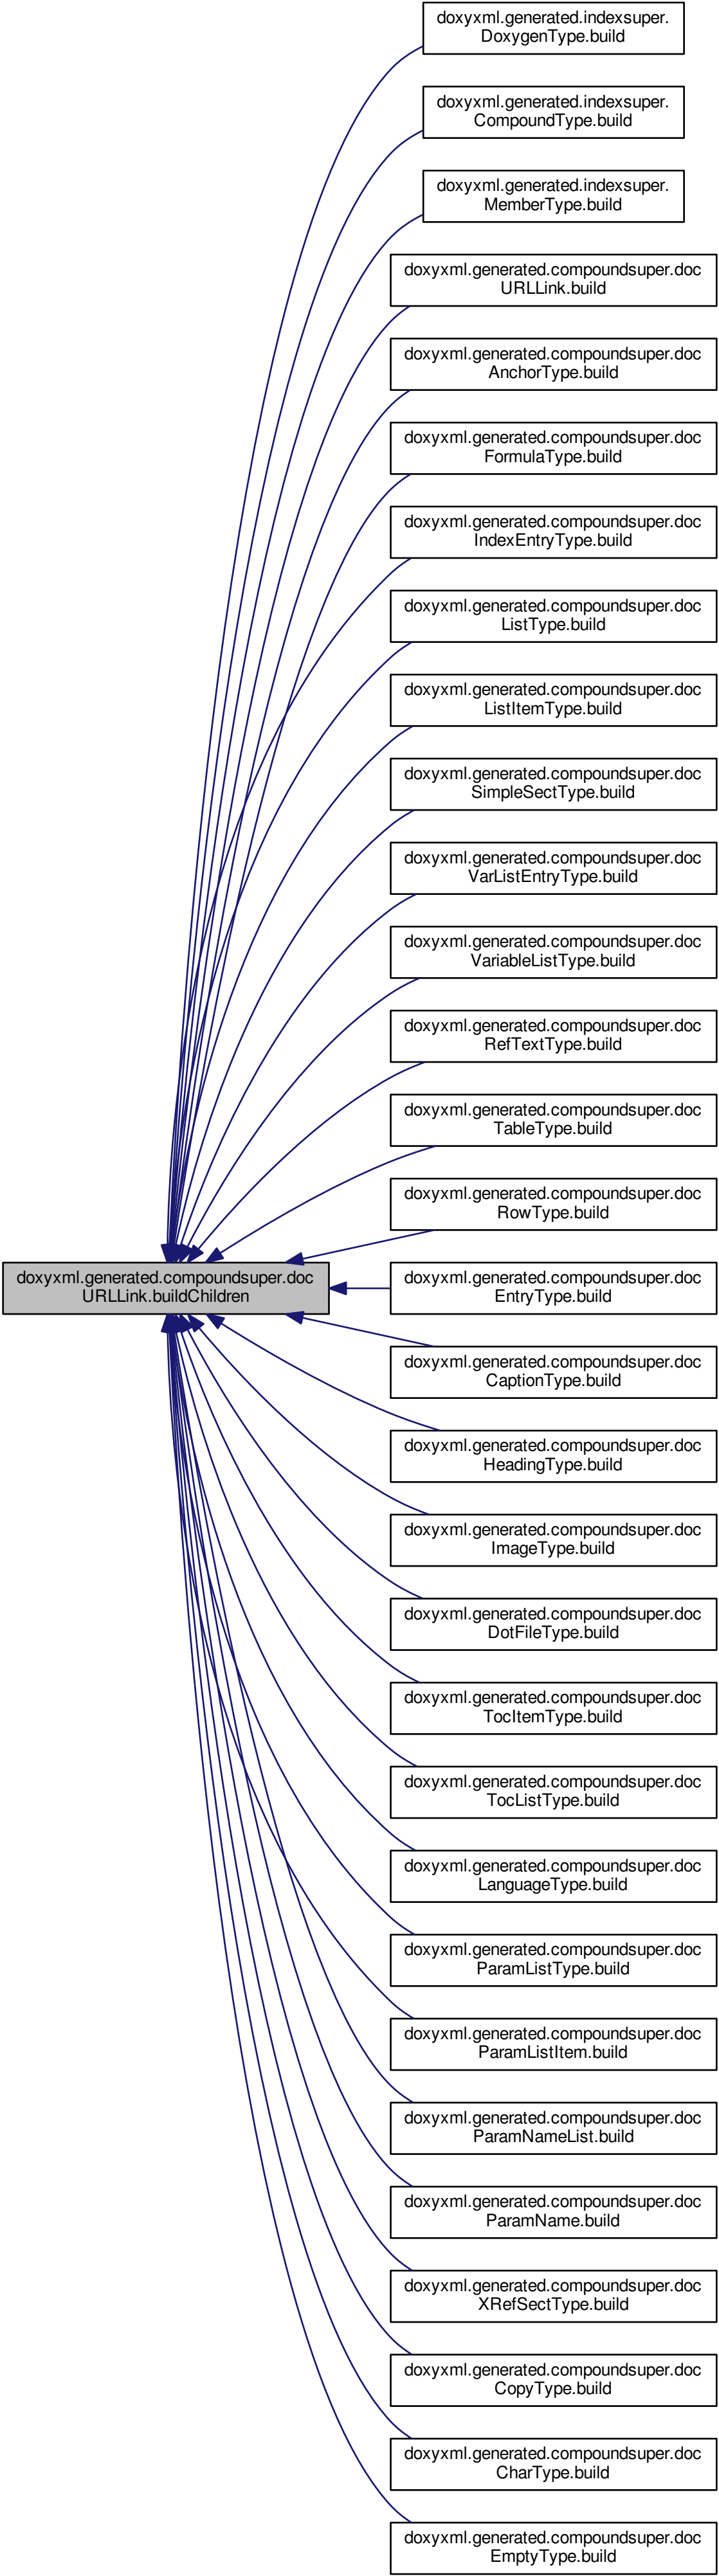 doxyxml.generated.indexsuper.
DoxygenType.build
doxyxml.generated.indexsuper.
CompoundType.build
doxyxml.generated.indexsuper.
MemberType.build
doxyxml.generated.compoundsuper.doc
URLLink.build
doxyxml.generated.compoundsuper.doc
AnchorType.build
doxyxml.generated.compoundsuper.doc
FormulaType.build
doxyxml.generated.compoundsuper.doc
IndexEntryType.build
doxyxml.generated.compoundsuper.doc
ListType.build
doxyxml.generated.compoundsuper.doc
ListItemType.build
doxyxml.generated.compoundsuper.doc
SimpleSectType.build
doxyxml.generated.compoundsuper.doc
VarListEntryType.build
doxyxml.generated.compoundsuper.doc
VariableListType.build
doxyxml.generated.compoundsuper.doc
RefTextType.build
doxyxml.generated.compoundsuper.doc
TableType.build
doxyxml.generated.compoundsuper.doc
RowType.build
doxyxml.generated.compoundsuper.doc
URLLink.buildChildren
doxyxml.generated.compoundsuper.doc
EntryType.build
doxyxml.generated.compoundsuper.doc
CaptionType.build
doxyxml.generated.compoundsuper.doc
HeadingType.build
doxyxml.generated.compoundsuper.doc
ImageType.build
doxyxml.generated.compoundsuper.doc
DotFileType.build
doxyxml.generated.compoundsuper.doc
TocItemType.build
doxyxml.generated.compoundsuper.doc
TocListType.build
doxyxml.generated.compoundsuper.doc
LanguageType.build
doxyxml.generated.compoundsuper.doc
ParamListType.build
doxyxml.generated.compoundsuper.doc
ParamListItem.build
doxyxml.generated.compoundsuper.doc
ParamNameList.build
doxyxml.generated.compoundsuper.doc
ParamName.build
doxyxml.generated.compoundsuper.doc
XRefSectType.build
doxyxml.generated.compoundsuper.doc
CopyType.build
doxyxml.generated.compoundsuper.doc
CharType.build
doxyxml.generated.compoundsuper.doc
EmptyType.build